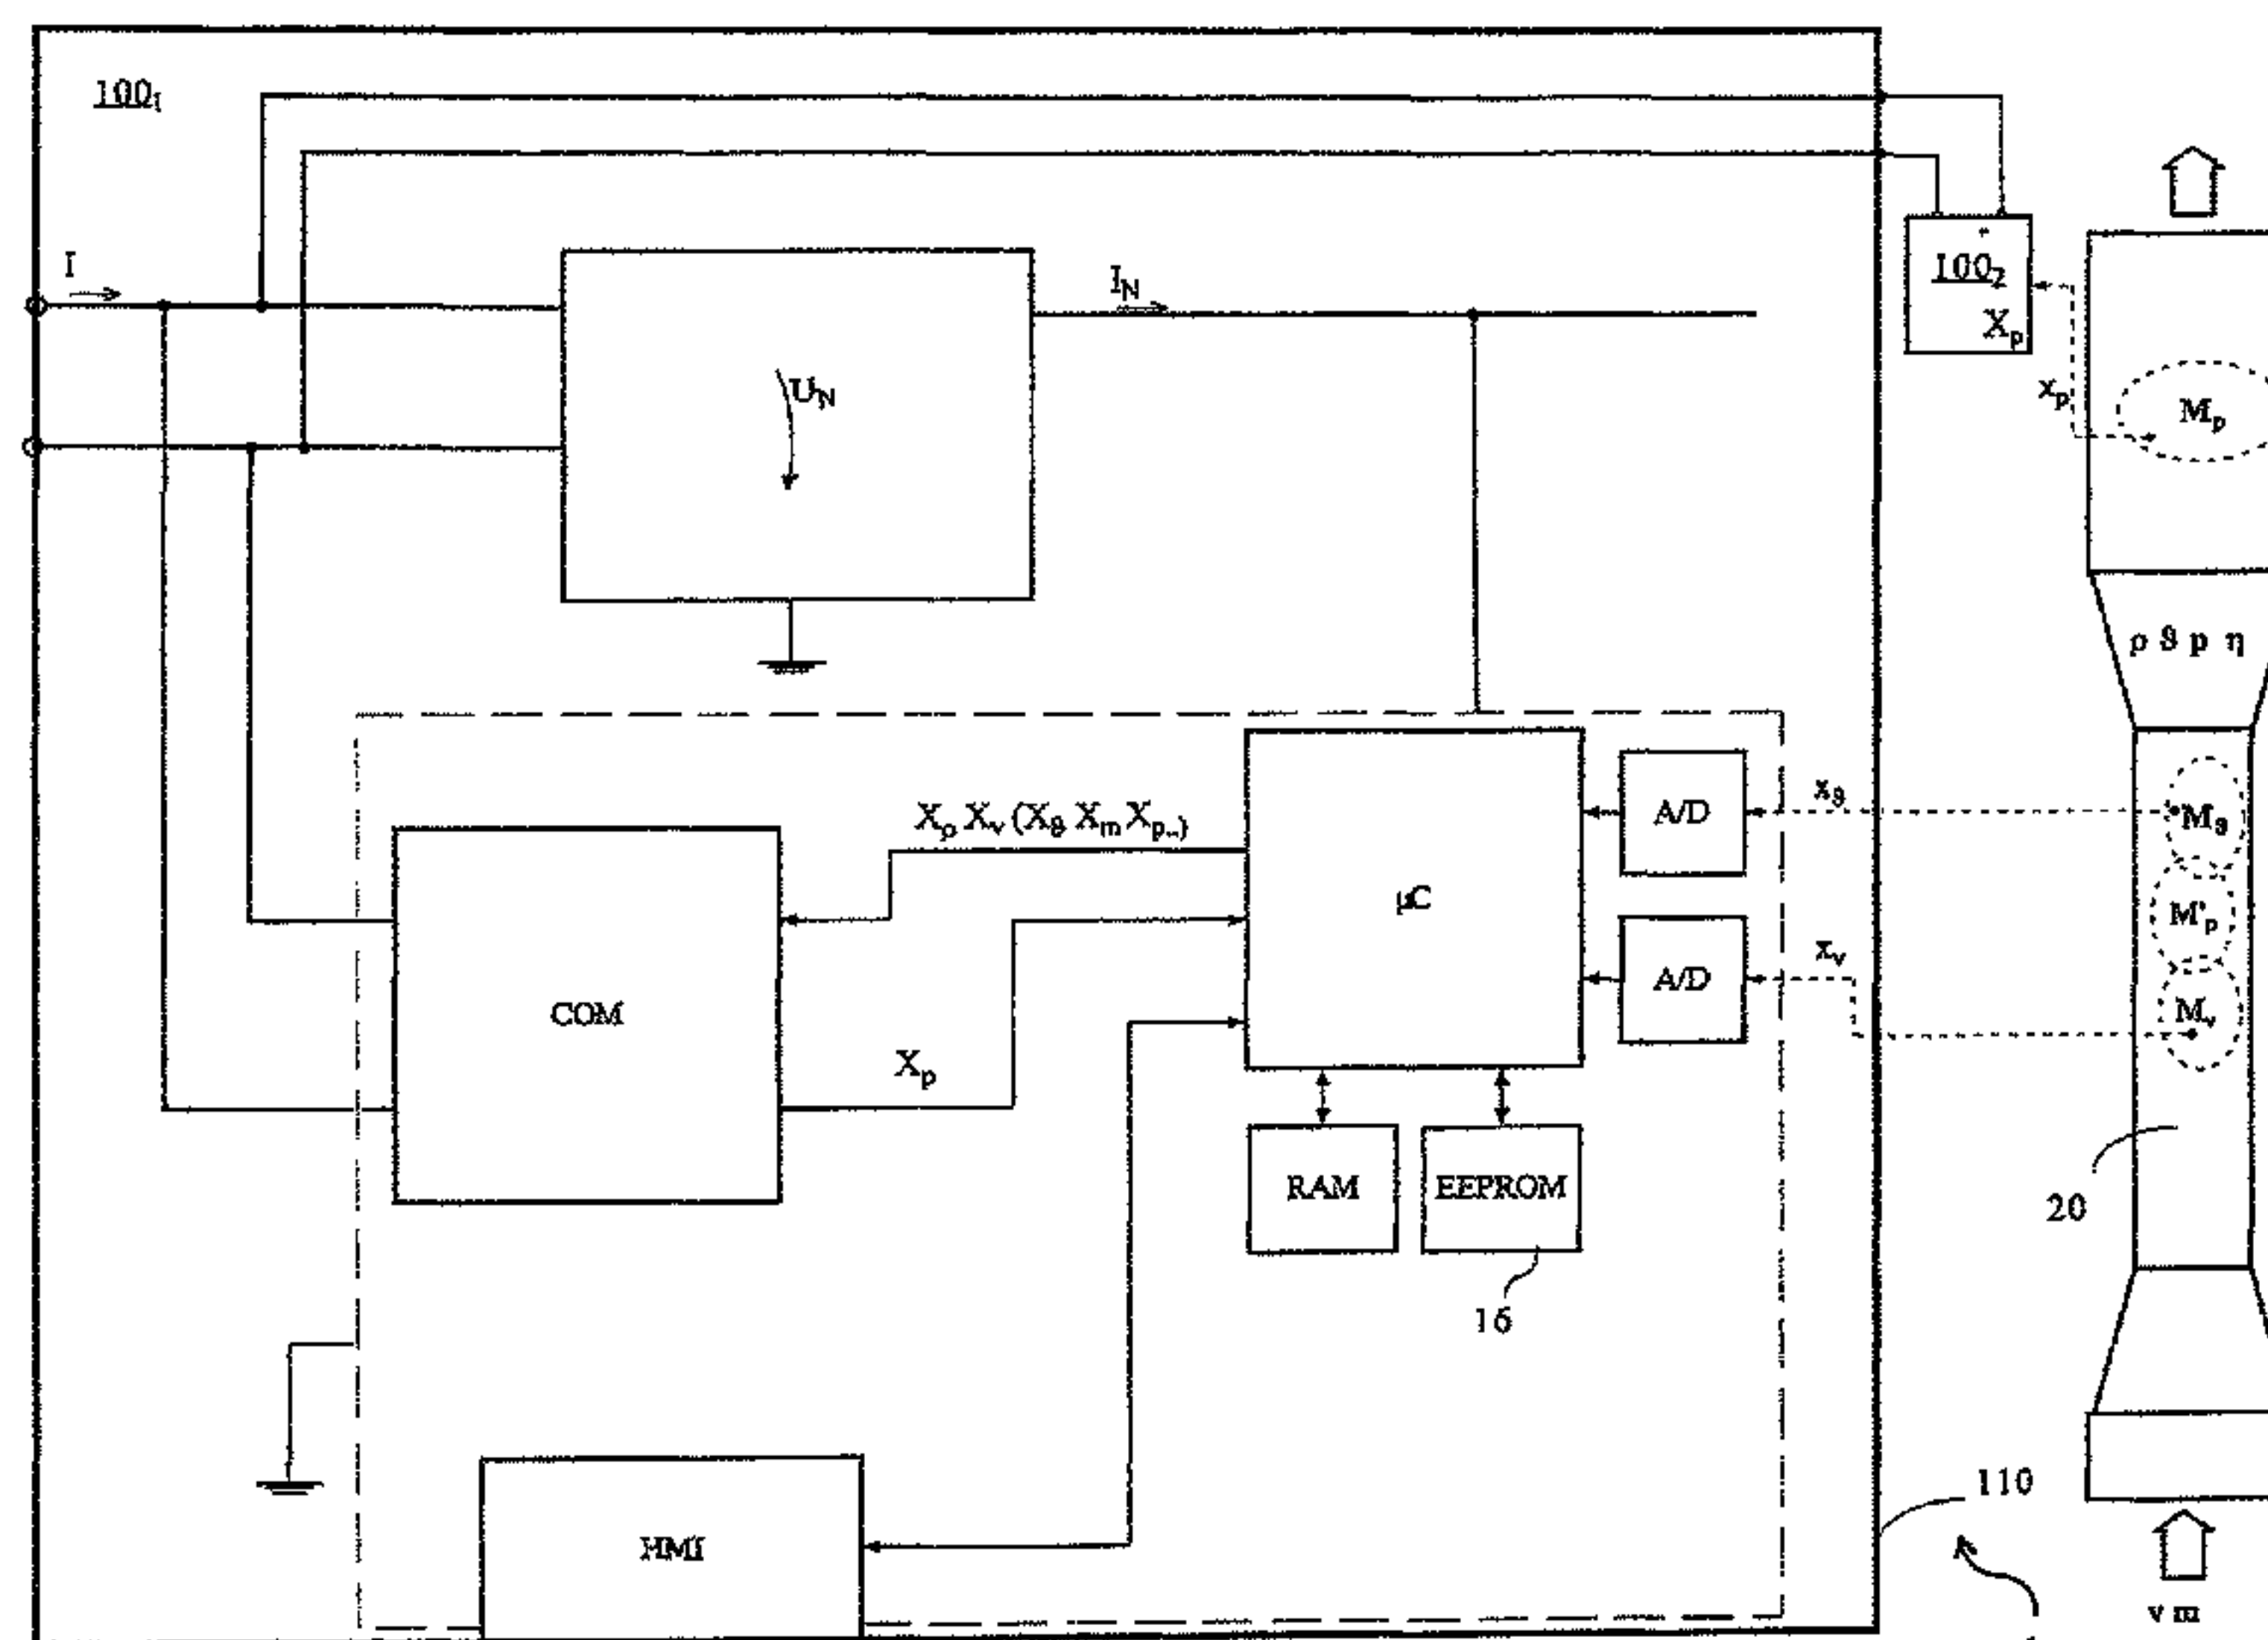 100₁
I
I_N
U_N
100₂
X_p
x_p
M_p
ρ ϑ p η
X_ρ X_v (X_ϑ X_m X_p..)
COM
X_p
µC
A/D
A/D
x_ϑ
x_v
M_ϑ
M'_p
M_v
RAM
EEPROM
16
20
HMI
110
v m